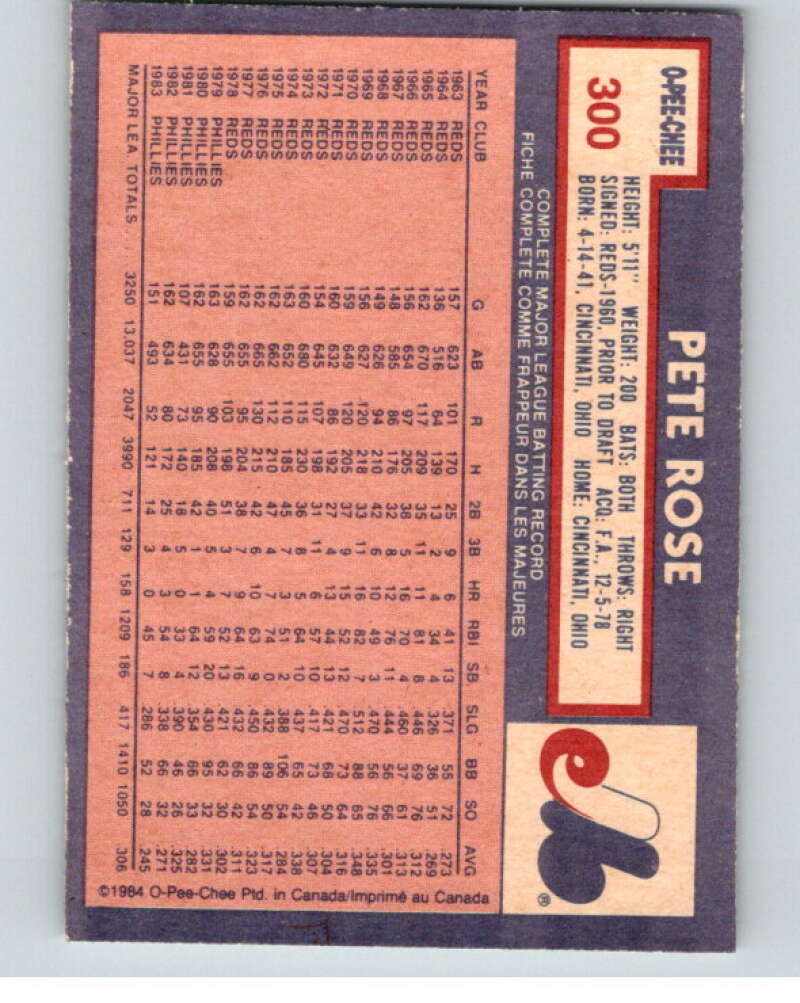 O-PEE-CHEE
300
PETE ROSE
HEIGHT: 5'11" WEIGHT: 200 BATS: BOTH THROWS: RIGHT
SIGNED: REDS-1960, PRIOR TO DRAFT ACQ: F.A., 12-5-78
BORN: 4-14-41, CINCINNATI, OHIO HOME: CINCINNATI, OHIO
COMPLETE MAJOR LEAGUE BATTING RECORD
FICHE COMPLETE COMME FRAPPEUR DANS LES MAJEURES
YEAR CLUB G AB R H 2B 3B HR RBI SB SLG BB SO AVG
1963 REDS 157 623 101 170 25 9 6 41 13 .371 55 72 .273
1964 REDS 136 516 64 139 13 2 4 34 4 .326 36 51 .269
1965 REDS 162 670 117 209 35 11 11 81 8 .446 69 76 .312
1966 REDS 156 654 97 205 38 5 16 70 4 .460 37 61 .313
1967 REDS 148 585 86 176 32 8 12 76 11 .444 56 66 .301
1968 REDS 149 626 94 210 42 6 10 49 3 .470 56 76 .335
1969 REDS 156 627 120 218 33 11 16 82 7 .512 88 65 .348
1970 REDS 159 649 120 205 37 9 15 52 12 .470 73 64 .316
1971 REDS 160 632 86 192 27 4 13 44 13 .421 68 50 .304
1972 REDS 154 645 107 198 31 11 6 57 10 .417 73 46 .307
1973 REDS 160 680 115 230 36 8 5 64 10 .437 65 42 .338
1974 REDS 163 652 110 185 45 7 3 51 2 .388 106 54 .284
1975 REDS 162 662 112 210 47 4 7 74 0 .432 89 50 .317
1976 REDS 162 665 130 215 42 6 10 63 9 .450 86 54 .323
1977 REDS 162 655 95 204 38 7 9 64 16 .432 66 42 .311
1978 REDS 159 655 103 198 51 3 7 52 13 .421 62 30 .302
1979 PHILLIES 163 628 90 208 40 5 4 59 20 .430 95 32 .331
1980 PHILLIES 162 655 95 185 42 1 1 64 12 .354 66 33 .282
1981 PHILLIES 107 431 73 140 18 5 0 33 4 .390 46 26 .325
1982 PHILLIES 162 634 80 172 25 4 3 54 8 .338 66 32 .271
1983 PHILLIES 151 493 52 121 14 3 0 45 7 .286 52 28 .245
MAJOR LEA. TOTALS . . 3250 13,037 2047 3990 711 129 158 1209 186 .417 1410 1050 .306
©1984 O-Pee-Chee Ptd. in Canada/Imprimé au Canada
®